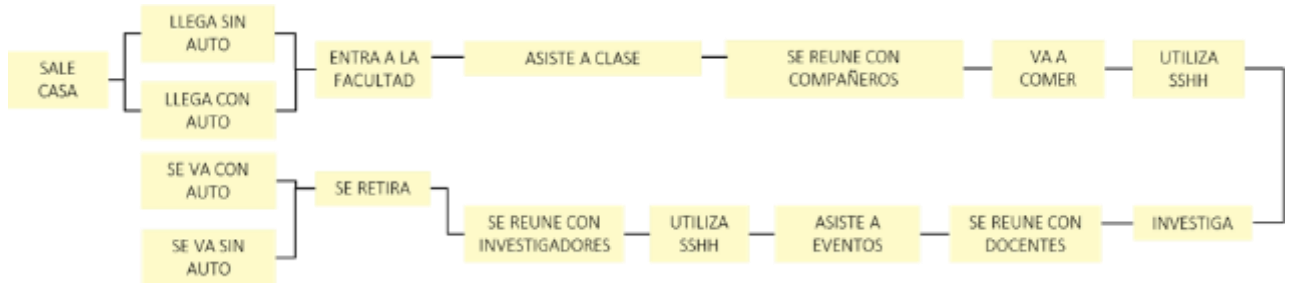 SALE
CASA
LLEGA SIN
AUTO
LLEGA CON
AUTO
ENTRA A LA
FACULTAD
ASISTE A CLASE
SE REUNE CON
COMPAÑEROS
VA A
COMER
UTILIZA
SSHH
INVESTIGA
SE REUNE CON
DOCENTES
ASISTE A
EVENTOS
UTILIZA
SSHH
SE REUNE CON
INVESTIGADORES
SE RETIRA
SE VA CON
AUTO
SE VA SIN
AUTO